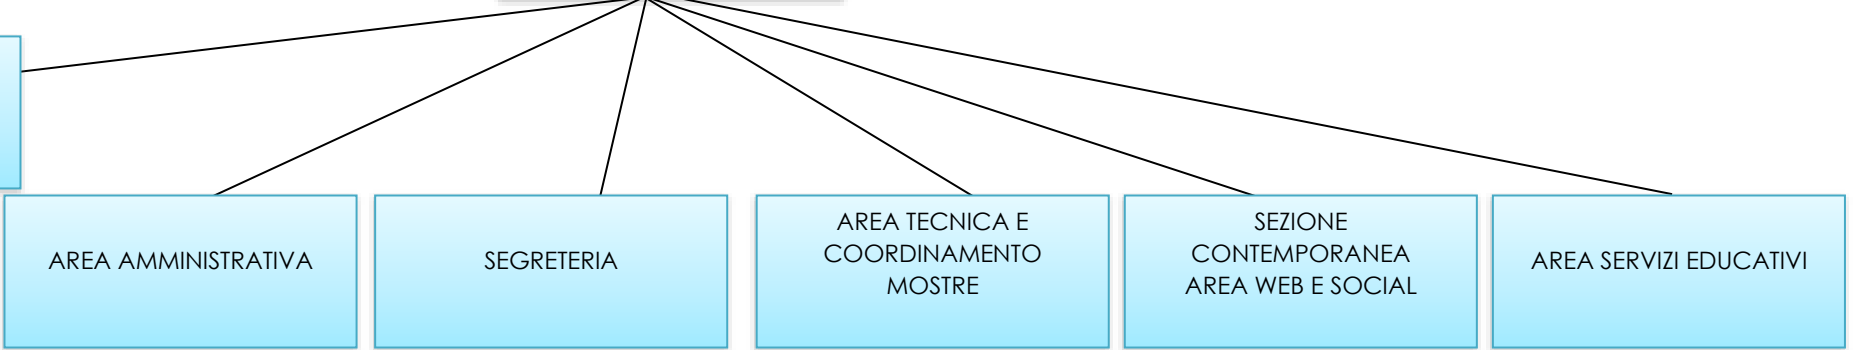 AREA AMMINISTRATIVA
SEGRETERIA
AREA TECNICA E
COORDINAMENTO
MOSTRE
SEZIONE
CONTEMPORANEA
AREA WEB E SOCIAL
AREA SERVIZI EDUCATIVI